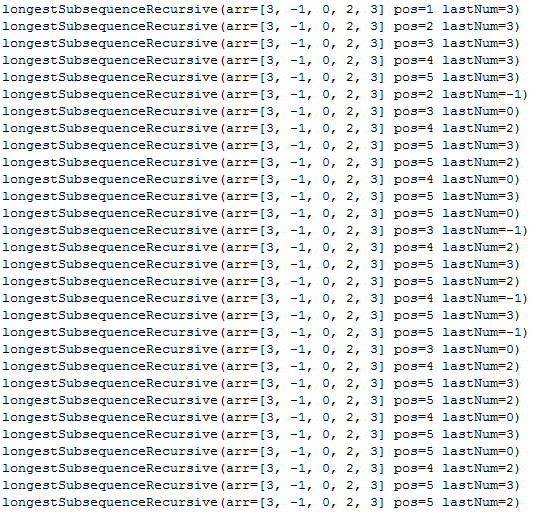 longestSubsequenceRecursive(arr=[3, -1, 0, 2, 3] pos=1 lastNum=3)
longestSubsequenceRecursive(arr=[3, -1, 0, 2, 3] pos=2 lastNum=3)
longestSubsequenceRecursive(arr=[3, -1, 0, 2, 3] pos=3 lastNum=3)
longestSubsequenceRecursive(arr=[3, -1, 0, 2, 3] pos=4 lastNum=3)
longestSubsequenceRecursive(arr=[3, -1, 0, 2, 3] pos=5 lastNum=3)
longestSubsequenceRecursive(arr=[3, -1, 0, 2, 3] pos=2 lastNum=-1)
longestSubsequenceRecursive(arr=[3, -1, 0, 2, 3] pos=3 lastNum=0)
longestSubsequenceRecursive(arr=[3, -1, 0, 2, 3] pos=4 lastNum=2)
longestSubsequenceRecursive(arr=[3, -1, 0, 2, 3] pos=5 lastNum=3)
longestSubsequenceRecursive(arr=[3, -1, 0, 2, 3] pos=5 lastNum=2)
longestSubsequenceRecursive(arr=[3, -1, 0, 2, 3] pos=4 lastNum=0)
longestSubsequenceRecursive(arr=[3, -1, 0, 2, 3] pos=5 lastNum=3)
longestSubsequenceRecursive(arr=[3, -1, 0, 2, 3] pos=5 lastNum=0)
longestSubsequenceRecursive(arr=[3, -1, 0, 2, 3] pos=3 lastNum=-1)
longestSubsequenceRecursive(arr=[3, -1, 0, 2, 3] pos=4 lastNum=2)
longestSubsequenceRecursive(arr=[3, -1, 0, 2, 3] pos=5 lastNum=3)
longestSubsequenceRecursive(arr=[3, -1, 0, 2, 3] pos=5 lastNum=2)
longestSubsequenceRecursive(arr=[3, -1, 0, 2, 3] pos=4 lastNum=-1)
longestSubsequenceRecursive(arr=[3, -1, 0, 2, 3] pos=5 lastNum=3)
longestSubsequenceRecursive(arr=[3, -1, 0, 2, 3] pos=5 lastNum=-1)
longestSubsequenceRecursive(arr=[3, -1, 0, 2, 3] pos=3 lastNum=0)
longestSubsequenceRecursive(arr=[3, -1, 0, 2, 3] pos=4 lastNum=2)
longestSubsequenceRecursive(arr=[3, -1, 0, 2, 3] pos=5 lastNum=3)
longestSubsequenceRecursive(arr=[3, -1, 0, 2, 3] pos=5 lastNum=2)
longestSubsequenceRecursive(arr=[3, -1, 0, 2, 3] pos=4 lastNum=0)
longestSubsequenceRecursive(arr=[3, -1, 0, 2, 3] pos=5 lastNum=3)
longestSubsequenceRecursive(arr=[3, -1, 0, 2, 3] pos=5 lastNum=0)
longestSubsequenceRecursive(arr=[3, -1, 0, 2, 3] pos=4 lastNum=2)
longestSubsequenceRecursive(arr=[3, -1, 0, 2, 3] pos=5 lastNum=3)
longestSubsequenceRecursive(arr=[3, -1, 0, 2, 3] pos=5 lastNum=2)